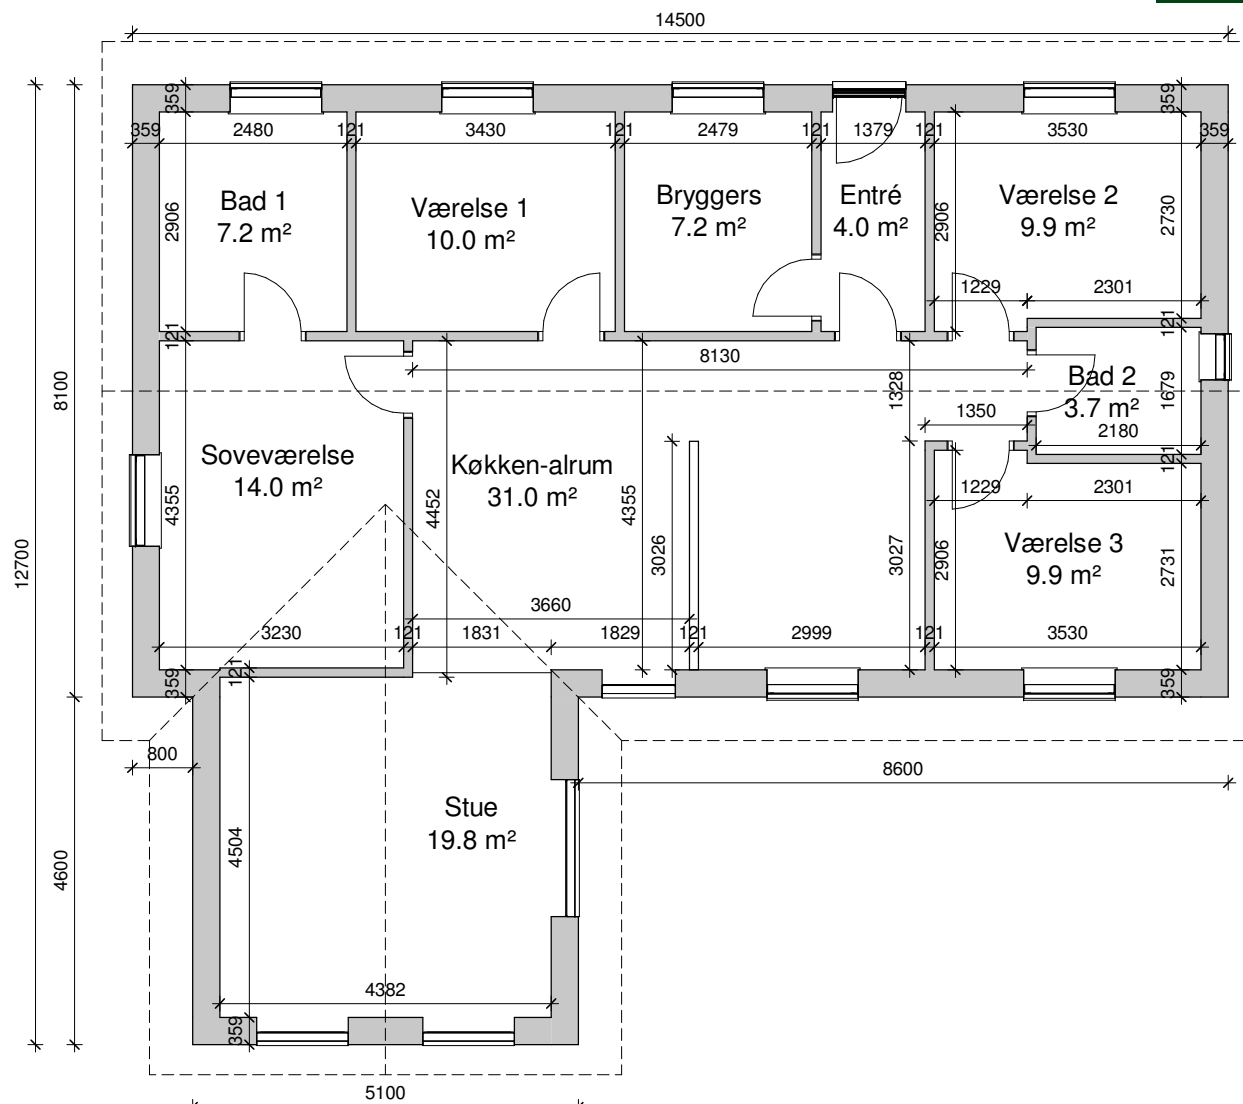 14500
359
359
359
2480
121
3430
121
2479
121
1379
121
3530
359
Bad 1
7.2 m²
Værelse 1
10.0 m²
Bryggers
7.2 m²
Entré
4.0 m²
Værelse 2
9.9 m²
2906
2906
2730
1229
2301
121
121
8130
8100
1328
Bad 2
3.7 m²
1679
1350
2180
121
Soveværelse
14.0 m²
Køkken-alrum
31.0 m²
4355
4452
4355
3026
3027
1229
2301
Værelse 3
9.9 m²
2906
2731
12700
3660
3230
121
1831
1829
121
2999
121
3530
121
359
359
800
8600
Stue
19.8 m²
4504
4600
4382
359
5100